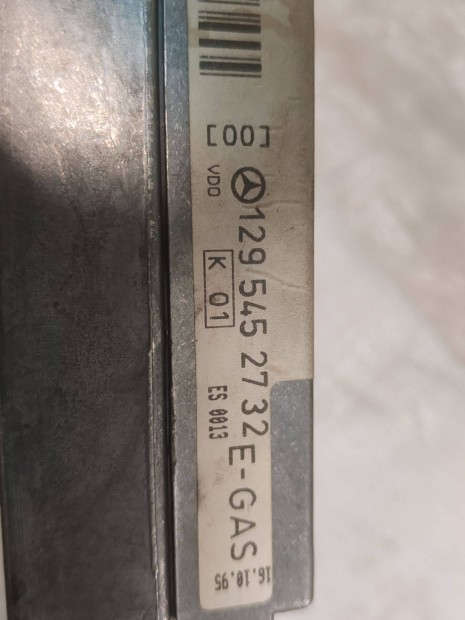 [00]
129 545 27 32
VDO
K 01
E-GAS
ES 0013
16.10.95